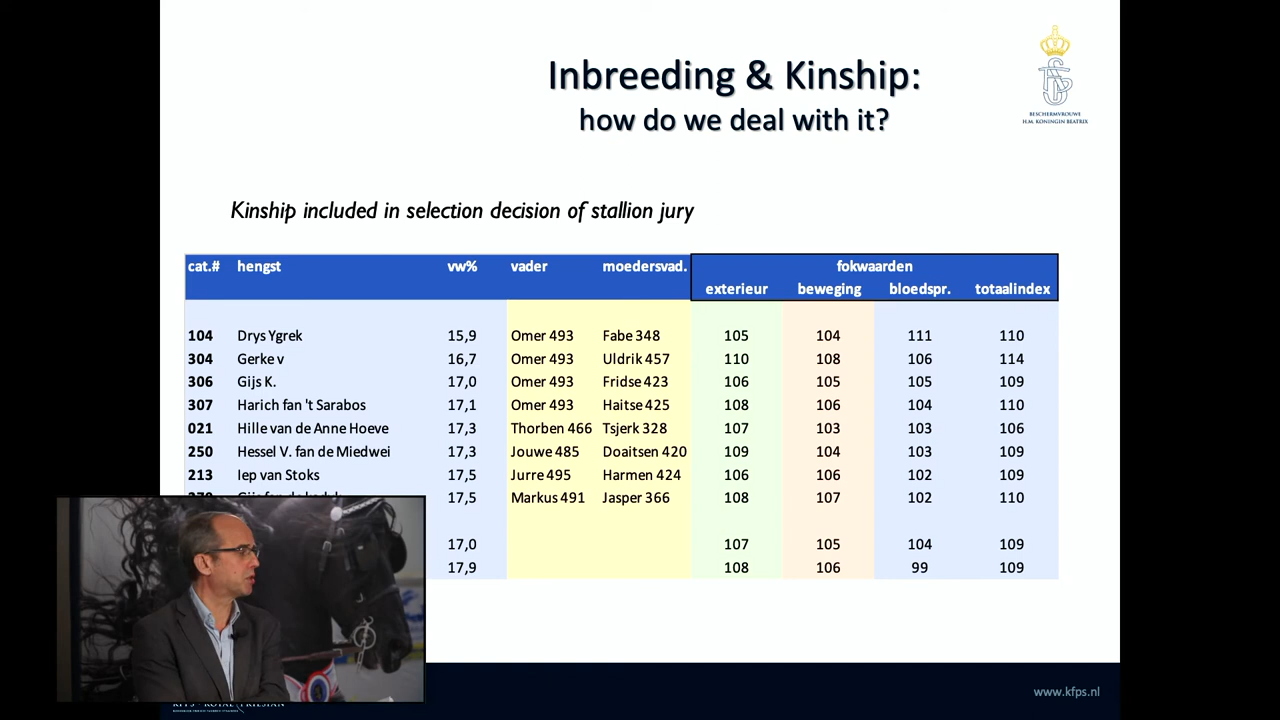 Inbreeding & Kinship:
how do we deal with it?
BESCHERMVROUWE
H.M. KONINGIN BEATRIX
Kinship included in selection decision of stallion jury
cat.# hengst vw% vader moedersvad. fokwaarden
exterieur beweging bloedspr. totaalindex
104 Drys Ygrek 15,9 Omer 493 Fabe 348 105 104 111 110
304 Gerke v 16,7 Omer 493 Uldrik 457 110 108 106 114
306 Gijs K. 17,0 Omer 493 Fridse 423 106 105 105 109
307 Harich fan 't Sarabos 17,1 Omer 493 Haitse 425 108 106 104 110
021 Hille van de Anne Hoeve 17,3 Thorben 466 Tsjerk 328 107 103 103 106
250 Hessel V. fan de Miedwei 17,3 Jouwe 485 Doaitsen 420 109 104 103 109
213 Iep van Stoks 17,5 Jurre 495 Harmen 424 106 106 102 109
17,5 Markus 491 Jasper 366 108 107 102 110
17,0 107 105 104 109
17,9 108 106 99 109
www.kfps.nl